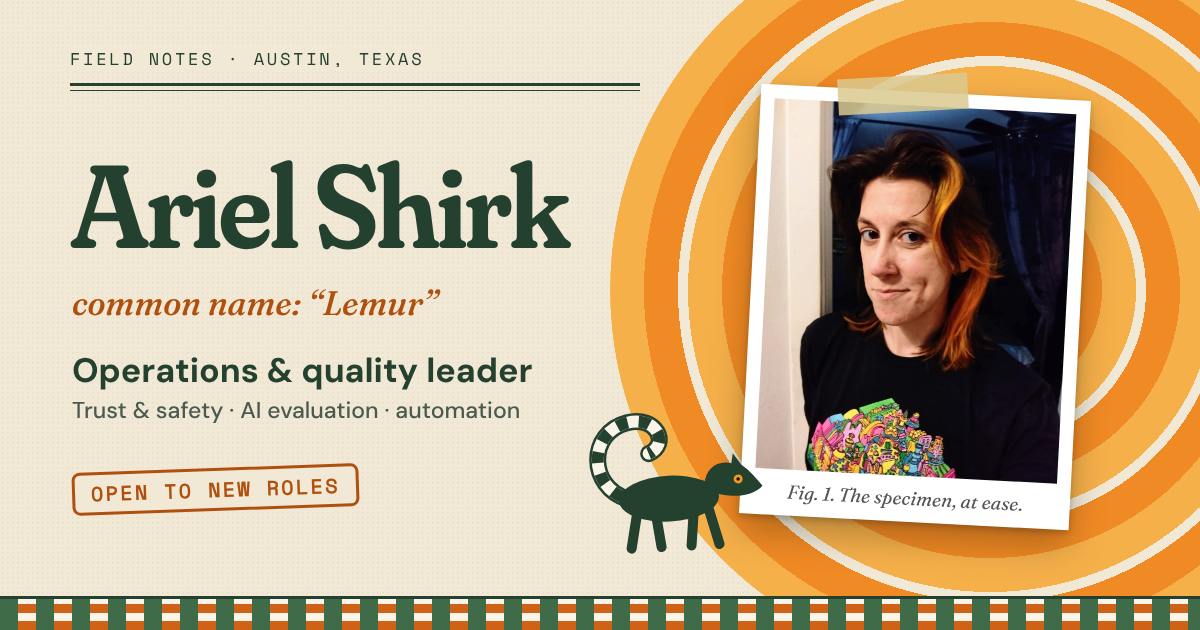 FIELD NOTES · AUSTIN, TEXAS
Ariel Shirk
common name: “Lemur”
Operations & quality leader
Trust & safety · AI evaluation · automation
OPEN TO NEW ROLES
Fig. 1. The specimen, at ease.